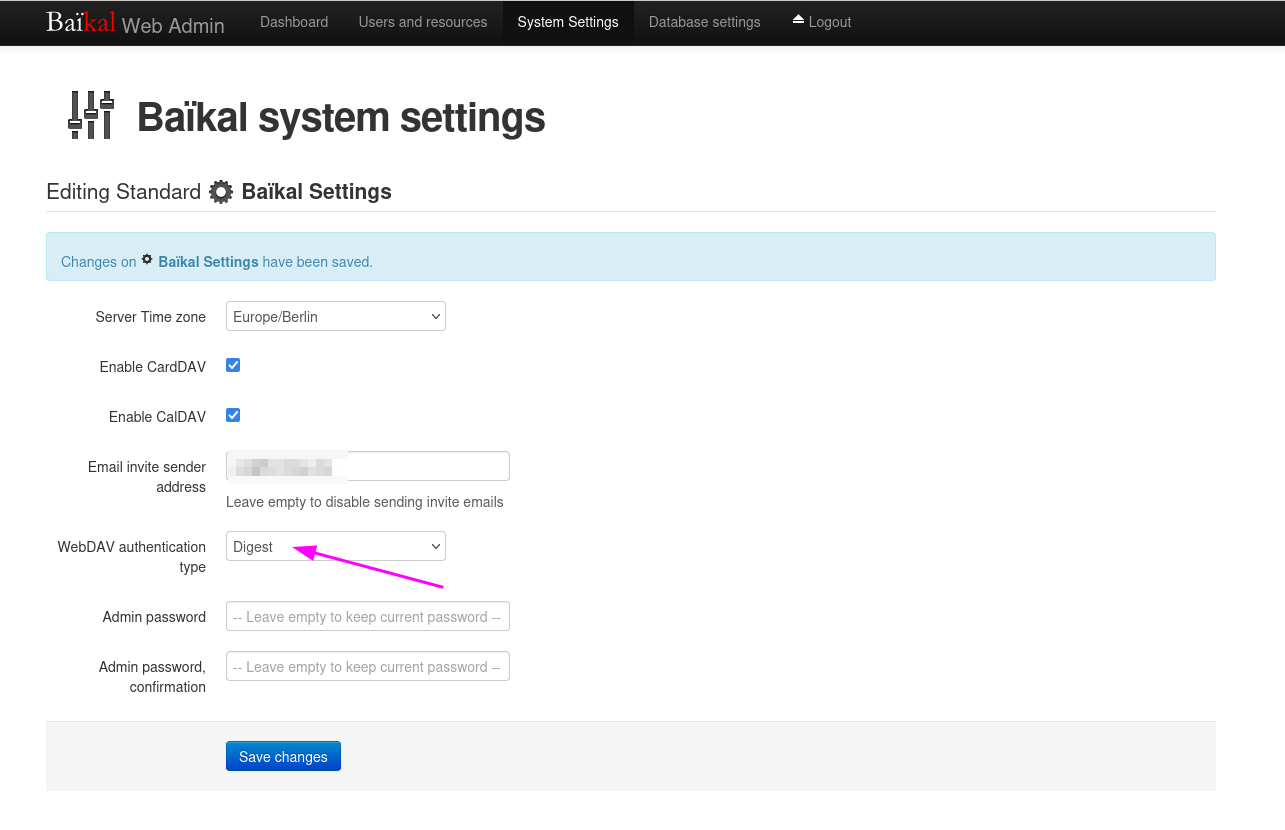 Baïkal Web Admin Dashboard Users and resources System Settings Database settings Logout
Baïkal system settings
Editing Standard Baïkal Settings
Changes on Baïkal Settings have been saved.
Server Time zone Europe/Berlin
Enable CardDAV
Enable CalDAV
Email invite sender
address
Leave empty to disable sending invite emails
WebDAV authentication
type
Digest
Admin password -- Leave empty to keep current password --
Admin password,
confirmation
-- Leave empty to keep current password --
Save changes